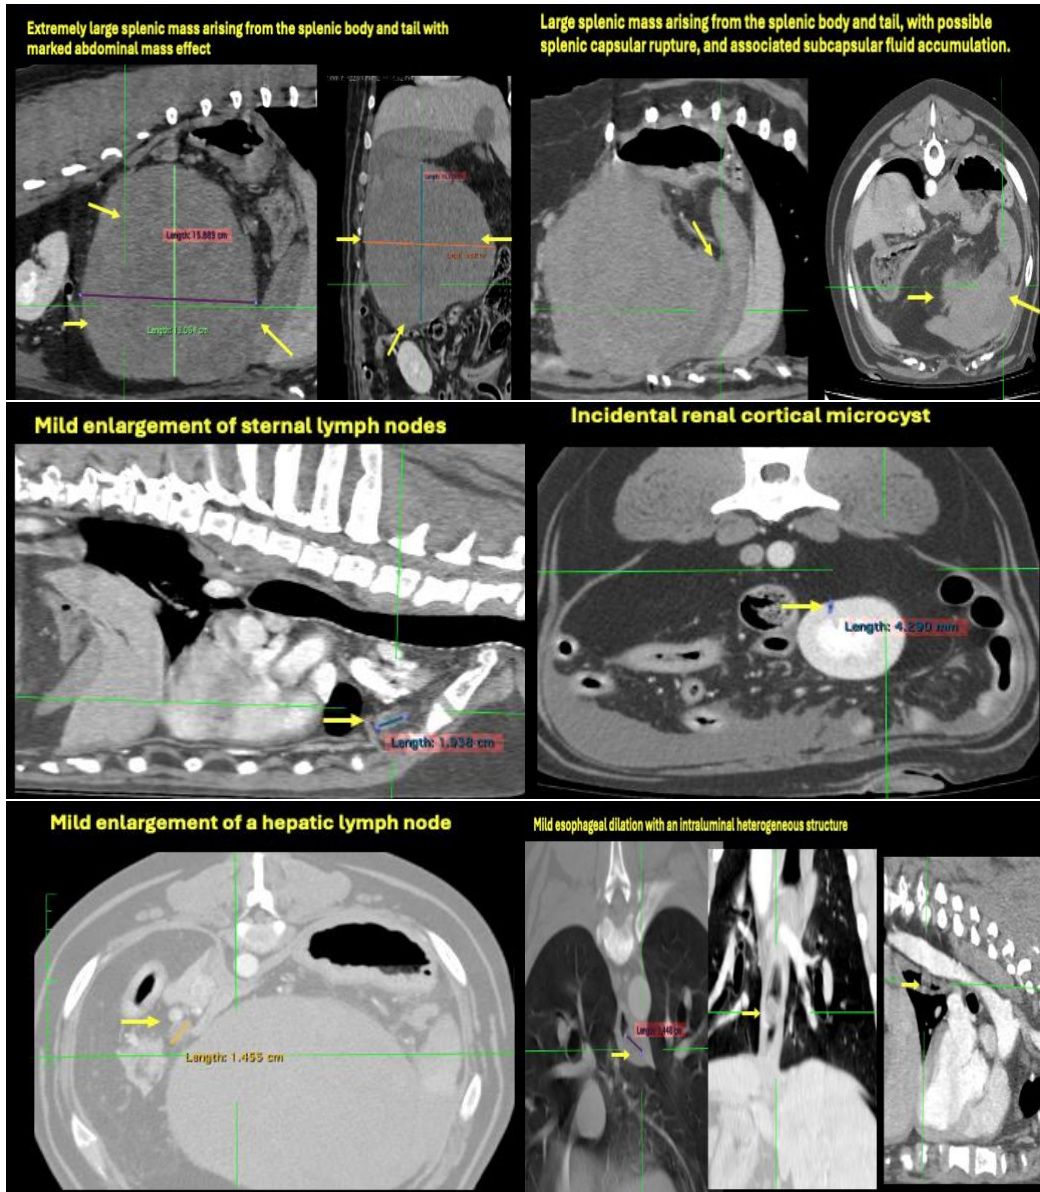 Extremely large splenic mass arising from the splenic body and tail with
marked abdominal mass effect
Length: 15.889 cm
Length: 13.064 cm
Large splenic mass arising from the splenic body and tail, with possible
splenic capsular rupture, and associated subcapsular fluid accumulation.
Mild enlargement of sternal lymph nodes
Length: 1.938 cm
Incidental renal cortical microcyst
Length: 4.290 mm
Mild enlargement of a hepatic lymph node
Length: 1.455 cm
Mild esophageal dilation with an intraluminal heterogeneous structure